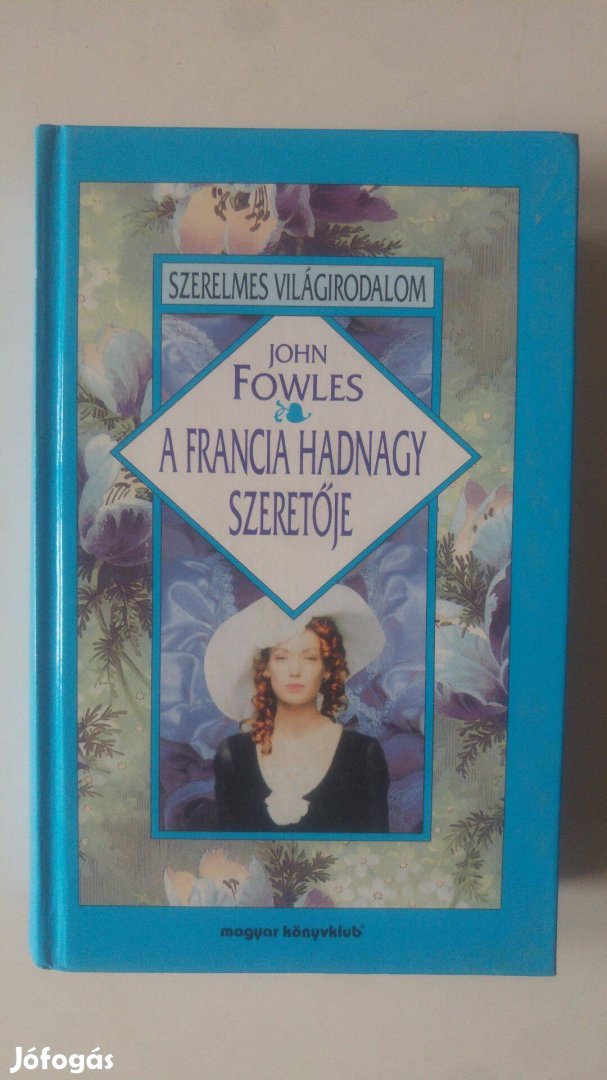 SZERELMES VILÁGIRODALOM
JOHN
FOWLES
A FRANCIA HADNAGY
SZERETŐJE
magyar könyvklub®
Jófogás